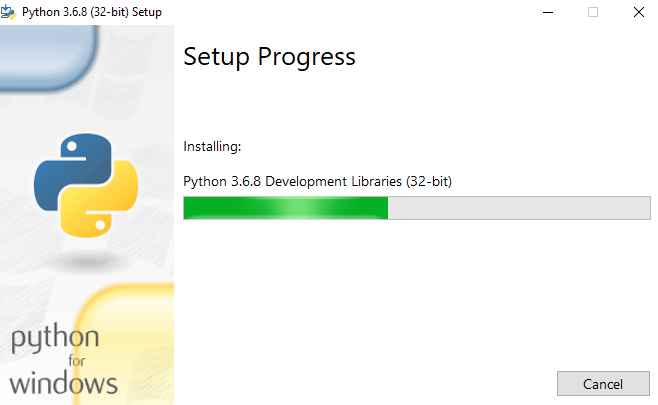 Python 3.6.8 (32-bit) Setup
Setup Progress
Installing:
Python 3.6.8 Development Libraries (32-bit)
python
for
windows
Cancel